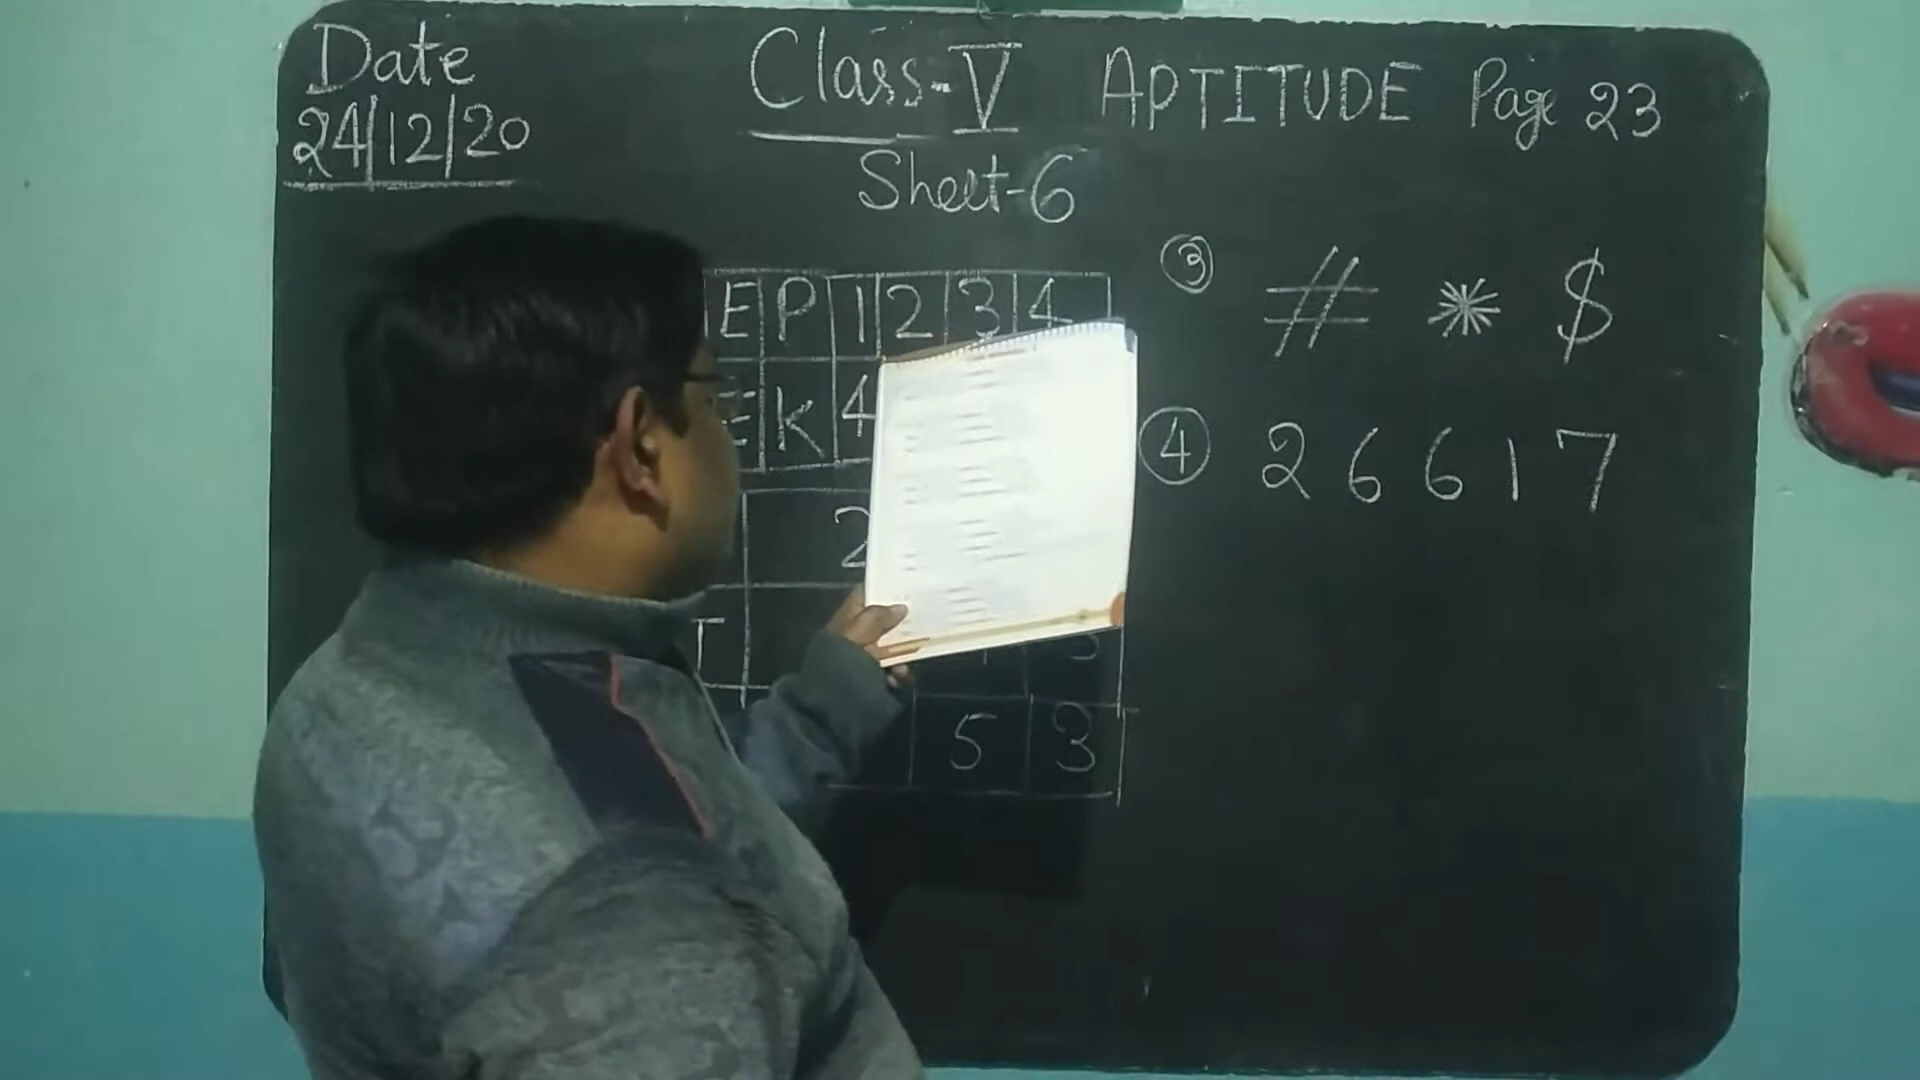 Date
24/12/20
Class-V APTITUDE Page 23
Sheet-6
E P 1 2 3 4
E K 4
2
T
5 3
③ # * $
④ 2 6 6 1 7